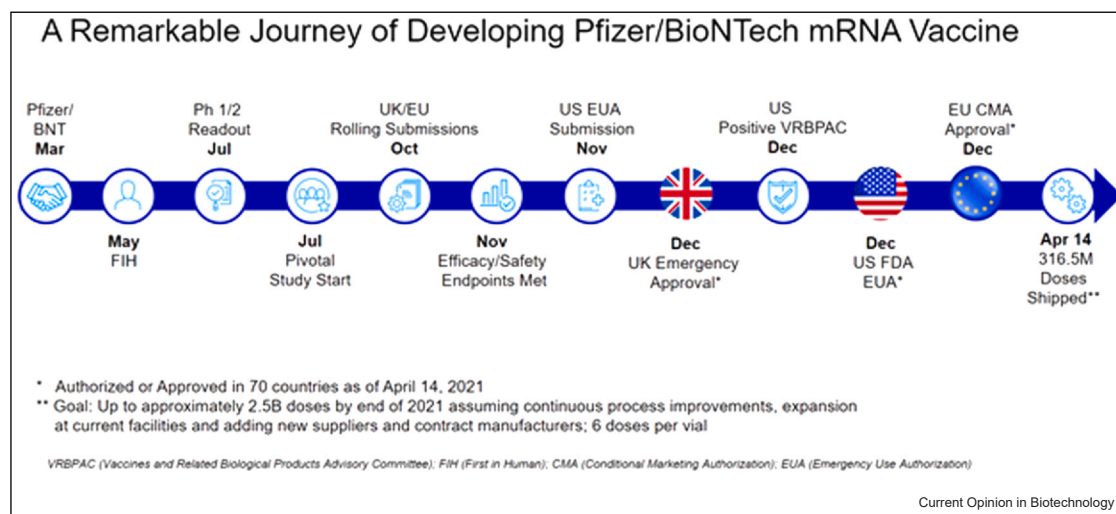 A Remarkable Journey of Developing Pfizer/BioNTech mRNA Vaccine
Pfizer/
BNT
Mar
Ph 1/2
Readout
Jul
UK/EU
Rolling Submissions
Oct
US EUA
Submission
Nov
US
Positive VRBPAC
Dec
EU CMA
Approval*
Dec
May
FIH
Jul
Pivotal
Study Start
Nov
Efficacy/Safety
Endpoints Met
Dec
UK Emergency
Approval*
Dec
US FDA
EUA*
Apr 14
316.5M
Doses
Shipped**
* Authorized or Approved in 70 countries as of April 14, 2021
** Goal: Up to approximately 2.5B doses by end of 2021 assuming continuous process improvements, expansion
at current facilities and adding new suppliers and contract manufacturers; 6 doses per vial
VRBPAC (Vaccines and Related Biological Products Advisory Committee); FIH (First in Human); CMA (Conditional Marketing Authorization); EUA (Emergency Use Authorization)
Current Opinion in Biotechnology